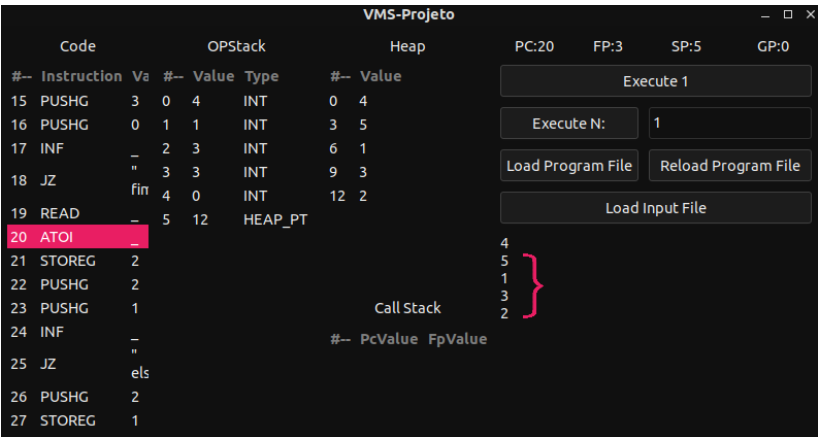 VMS-Projeto
Code OPStack Heap PC:20 FP:3 SP:5 GP:0
#-- Instruction Va #-- Value Type #-- Value
Execute 1
15 PUSHG 3 0 4 INT 0 4
16 PUSHG 0 1 1 INT 3 5
Execute N: 1
17 INF _ 2 3 INT 6 1
18 JZ " fim 3 3 INT 9 3
Load Program File Reload Program File
4 0 INT 12 2
19 READ _ 5 12 HEAP_PT
Load Input File
20 ATOI _
4
21 STOREG 2
5
22 PUSHG 2
1
3
23 PUSHG 1
Call Stack
2
24 INF _
#-- PcValue FpValue
25 JZ " els
26 PUSHG 2
27 STOREG 1